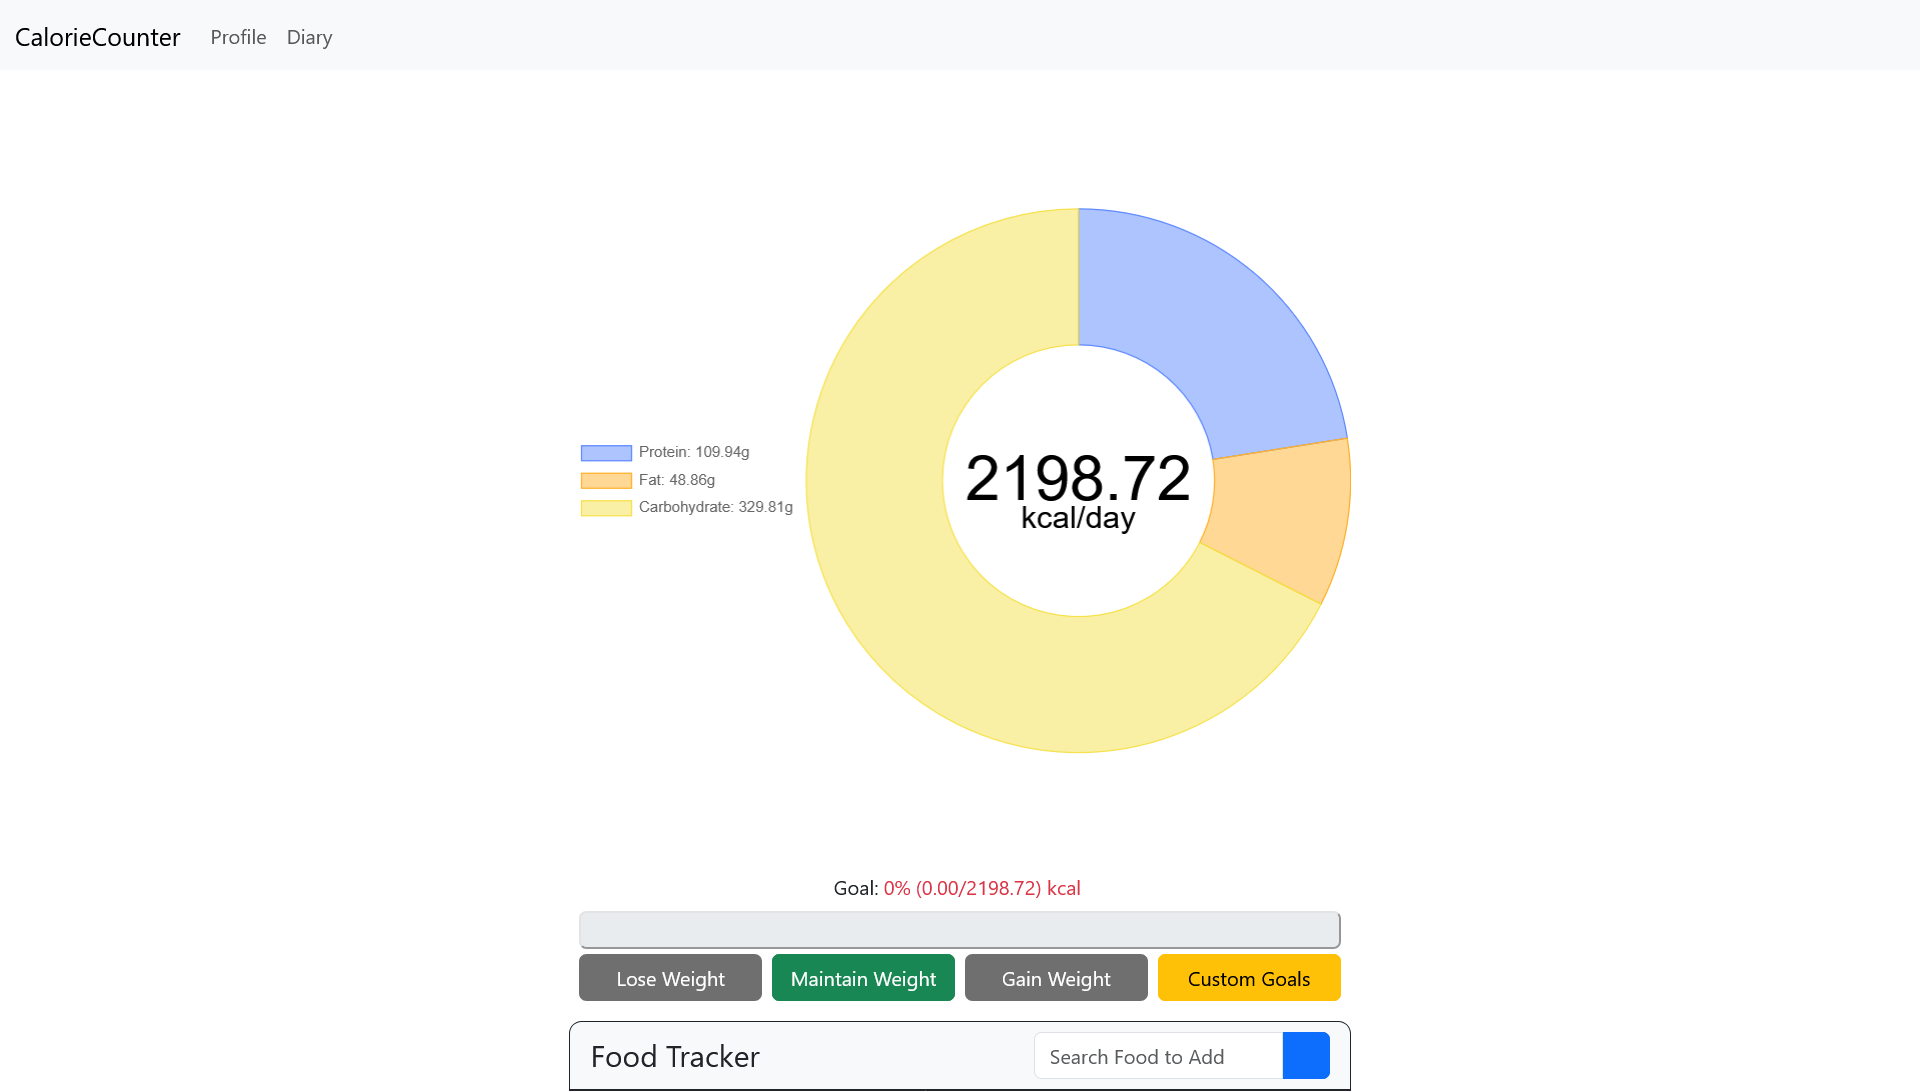 CalorieCounter Profile Diary
Protein: 109.94g
Fat: 48.86g
Carbohydrate: 329.81g
2198.72
kcal/day
Goal: 0% (0.00/2198.72) kcal
Lose Weight Maintain Weight Gain Weight Custom Goals
Food Tracker Search Food to Add